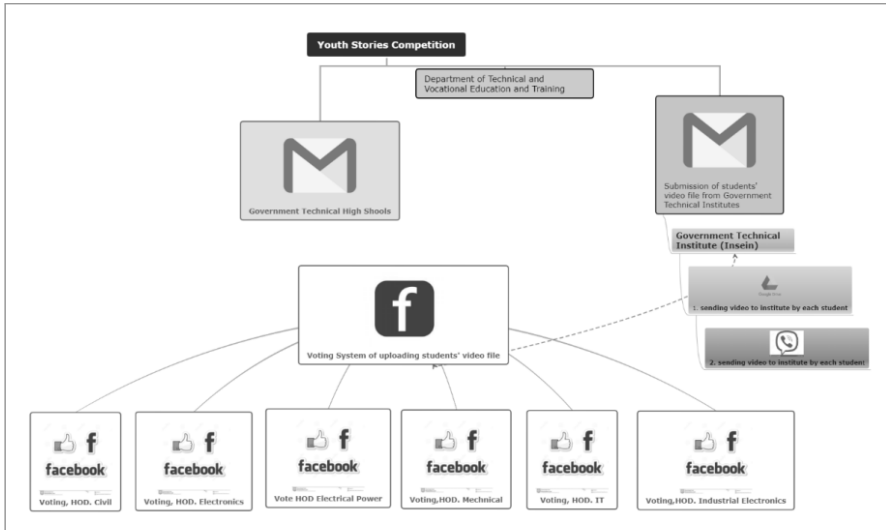 Youth Stories Competition
Department of Technical and
Vocational Education and Training
Government Technical High Shools
Submission of students'
video file from Government
Technical Institutes
Government Technical
Institute (Insein)
1. sending video to institute by each student
2. sending video to institute by each student
f
Voting System of uploading students' video file
f
facebook
Voting, HOD. Civil
f
facebook
Voting, HOD. Electronics
f
facebook
Vote HOD Electrical Power
f
facebook
Voting,HOD. Mechnical
f
facebook
Voting, HOD. IT
f
facebook
Voting,HOD. Industrial Electronics